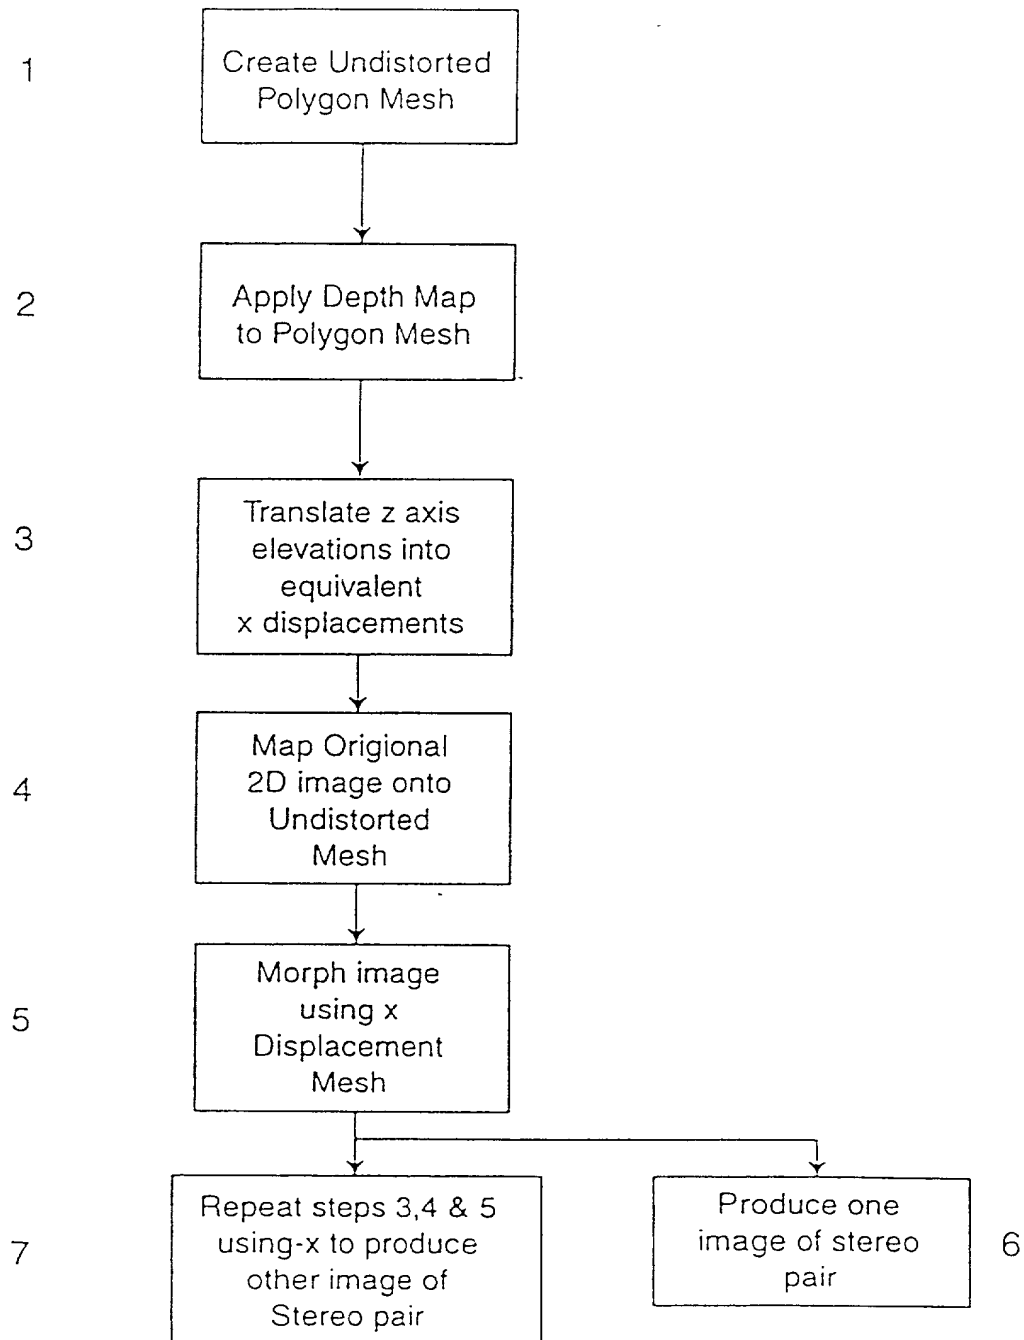 1
Create Undistorted
Polygon Mesh
2
Apply Depth Map
to Polygon Mesh
3
Translate z axis
elevations into
equivalent
x displacements
4
Map Origional
2D image onto
Undistorted
Mesh
5
Morph image
using x
Displacement
Mesh
7
Repeat steps 3,4 & 5
using-x to produce
other image of
Stereo pair
Produce one
image of stereo
pair
6